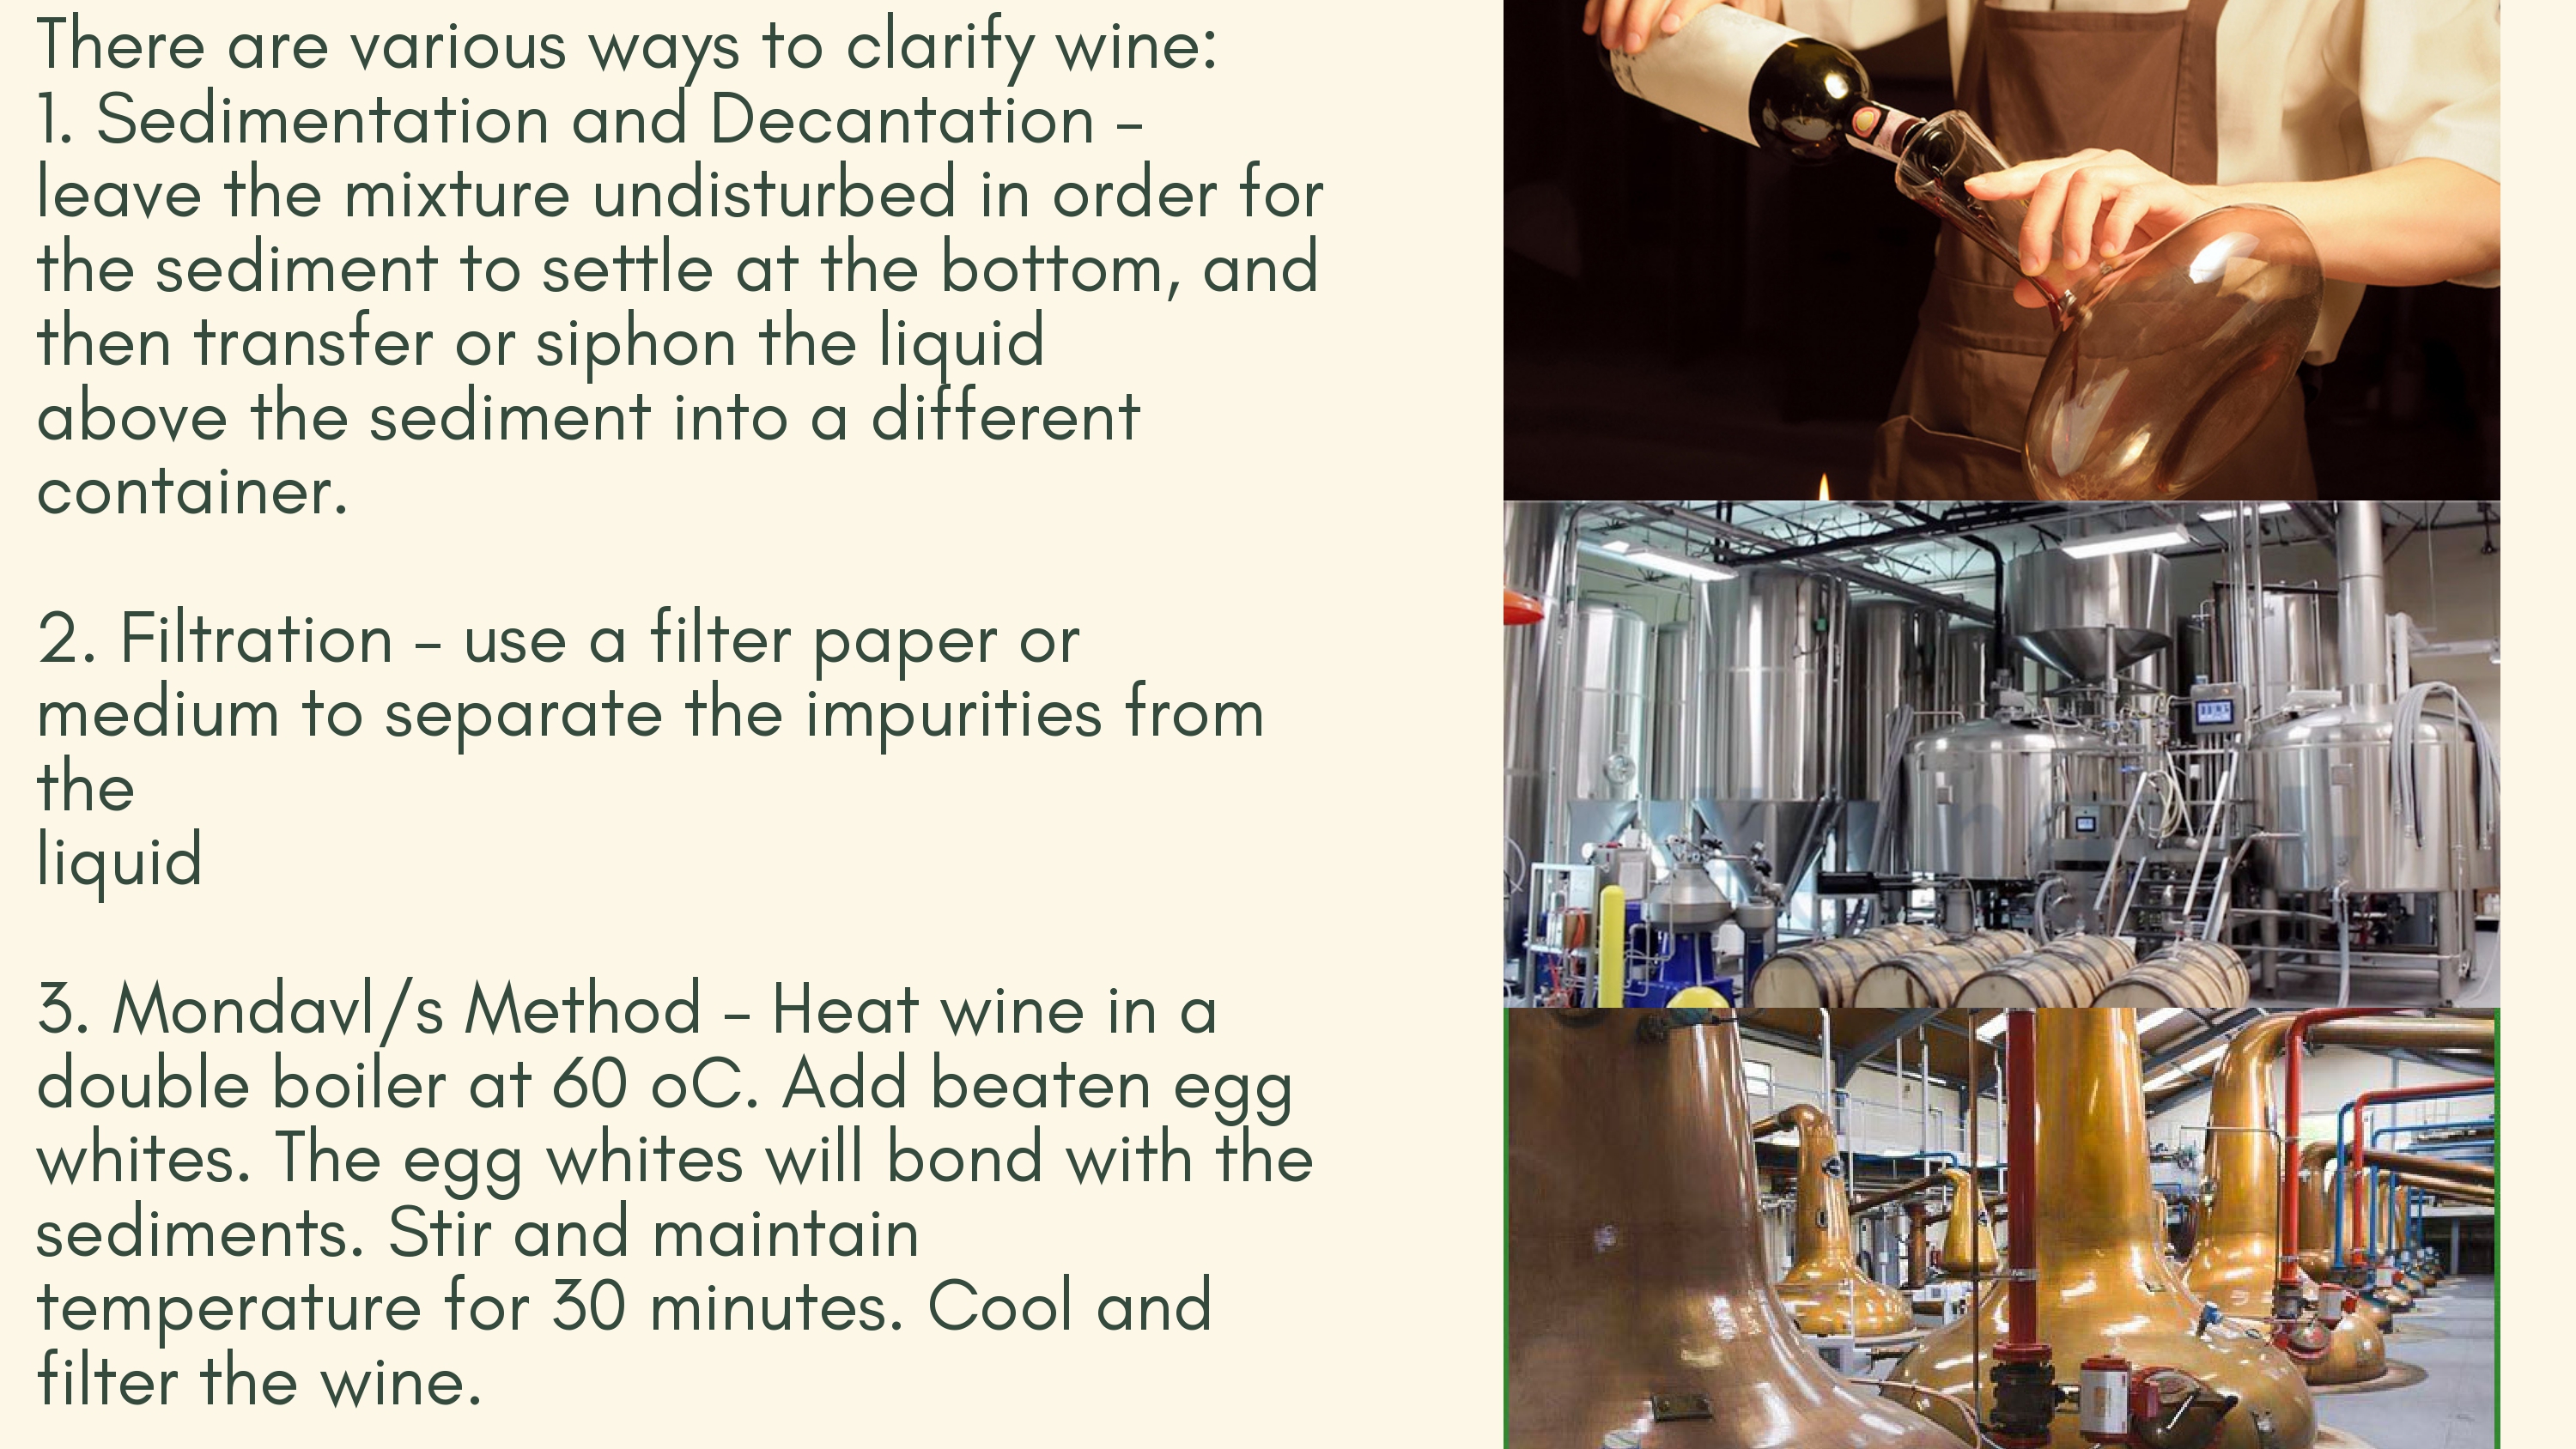 There are various ways to clarify wine:
1. Sedimentation and Decantation –
leave the mixture undisturbed in order for
the sediment to settle at the bottom, and
then transfer or siphon the liquid
above the sediment into a different
container.
2. Filtration – use a filter paper or
medium to separate the impurities from
the
liquid
3. Mondavl/s Method – Heat wine in a
double boiler at 60 oC. Add beaten egg
whites. The egg whites will bond with the
sediments. Stir and maintain
temperature for 30 minutes. Cool and
filter the wine.